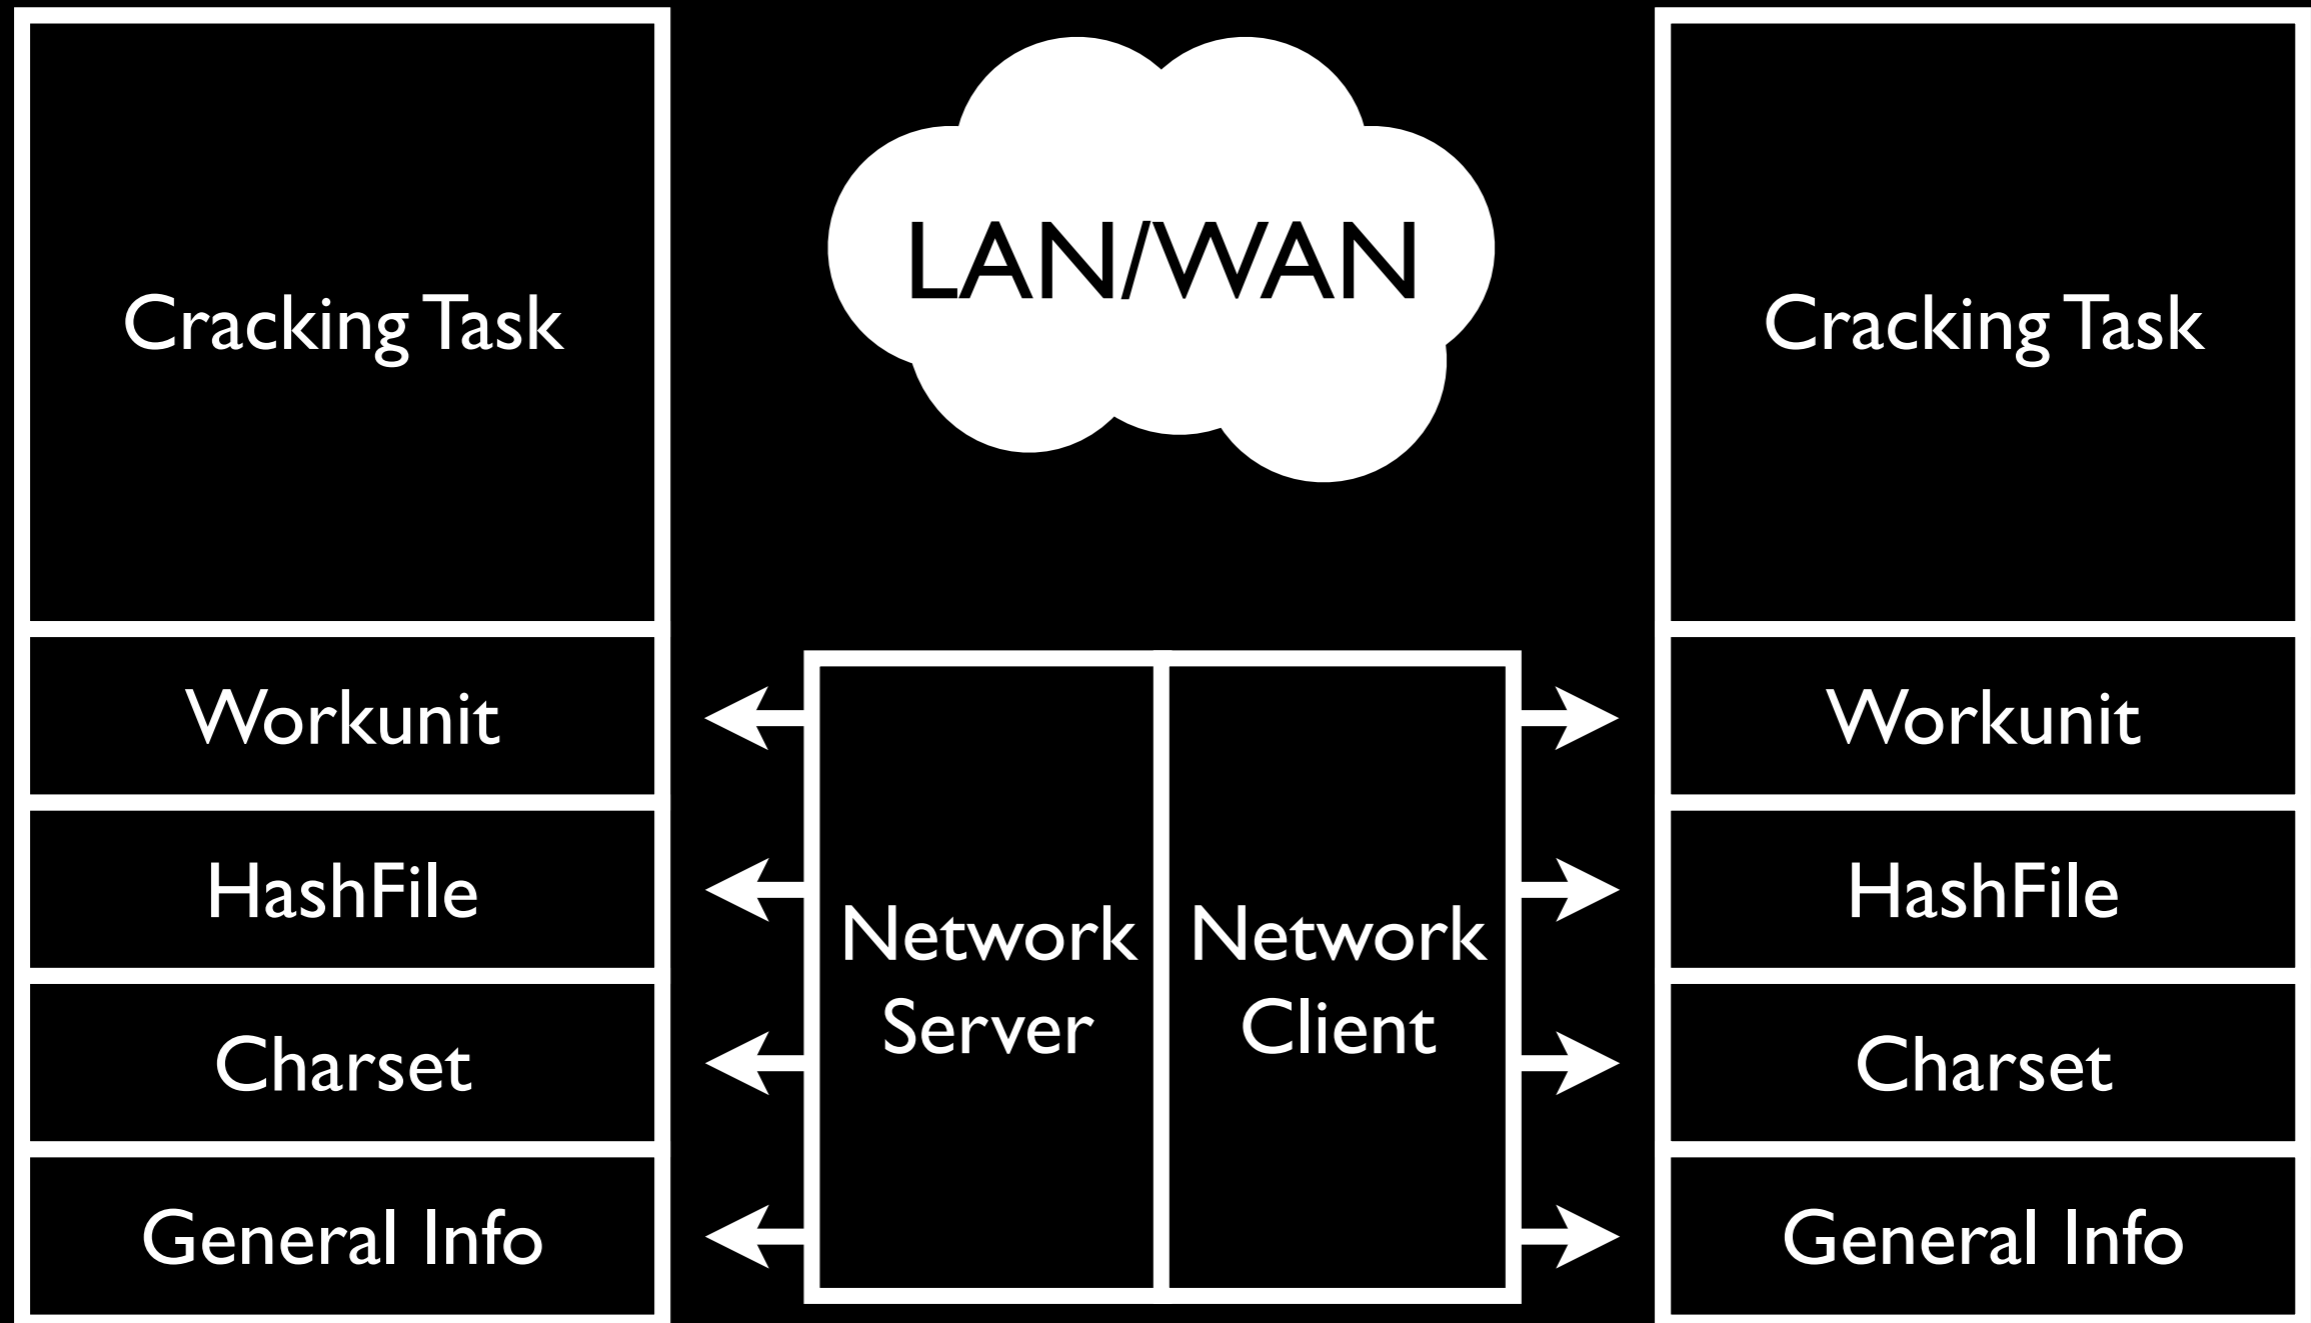 Cracking Task
Workunit
HashFile
Charset
General Info
LAN/WAN
Network
Server
Network
Client
Cracking Task
Workunit
HashFile
Charset
General Info